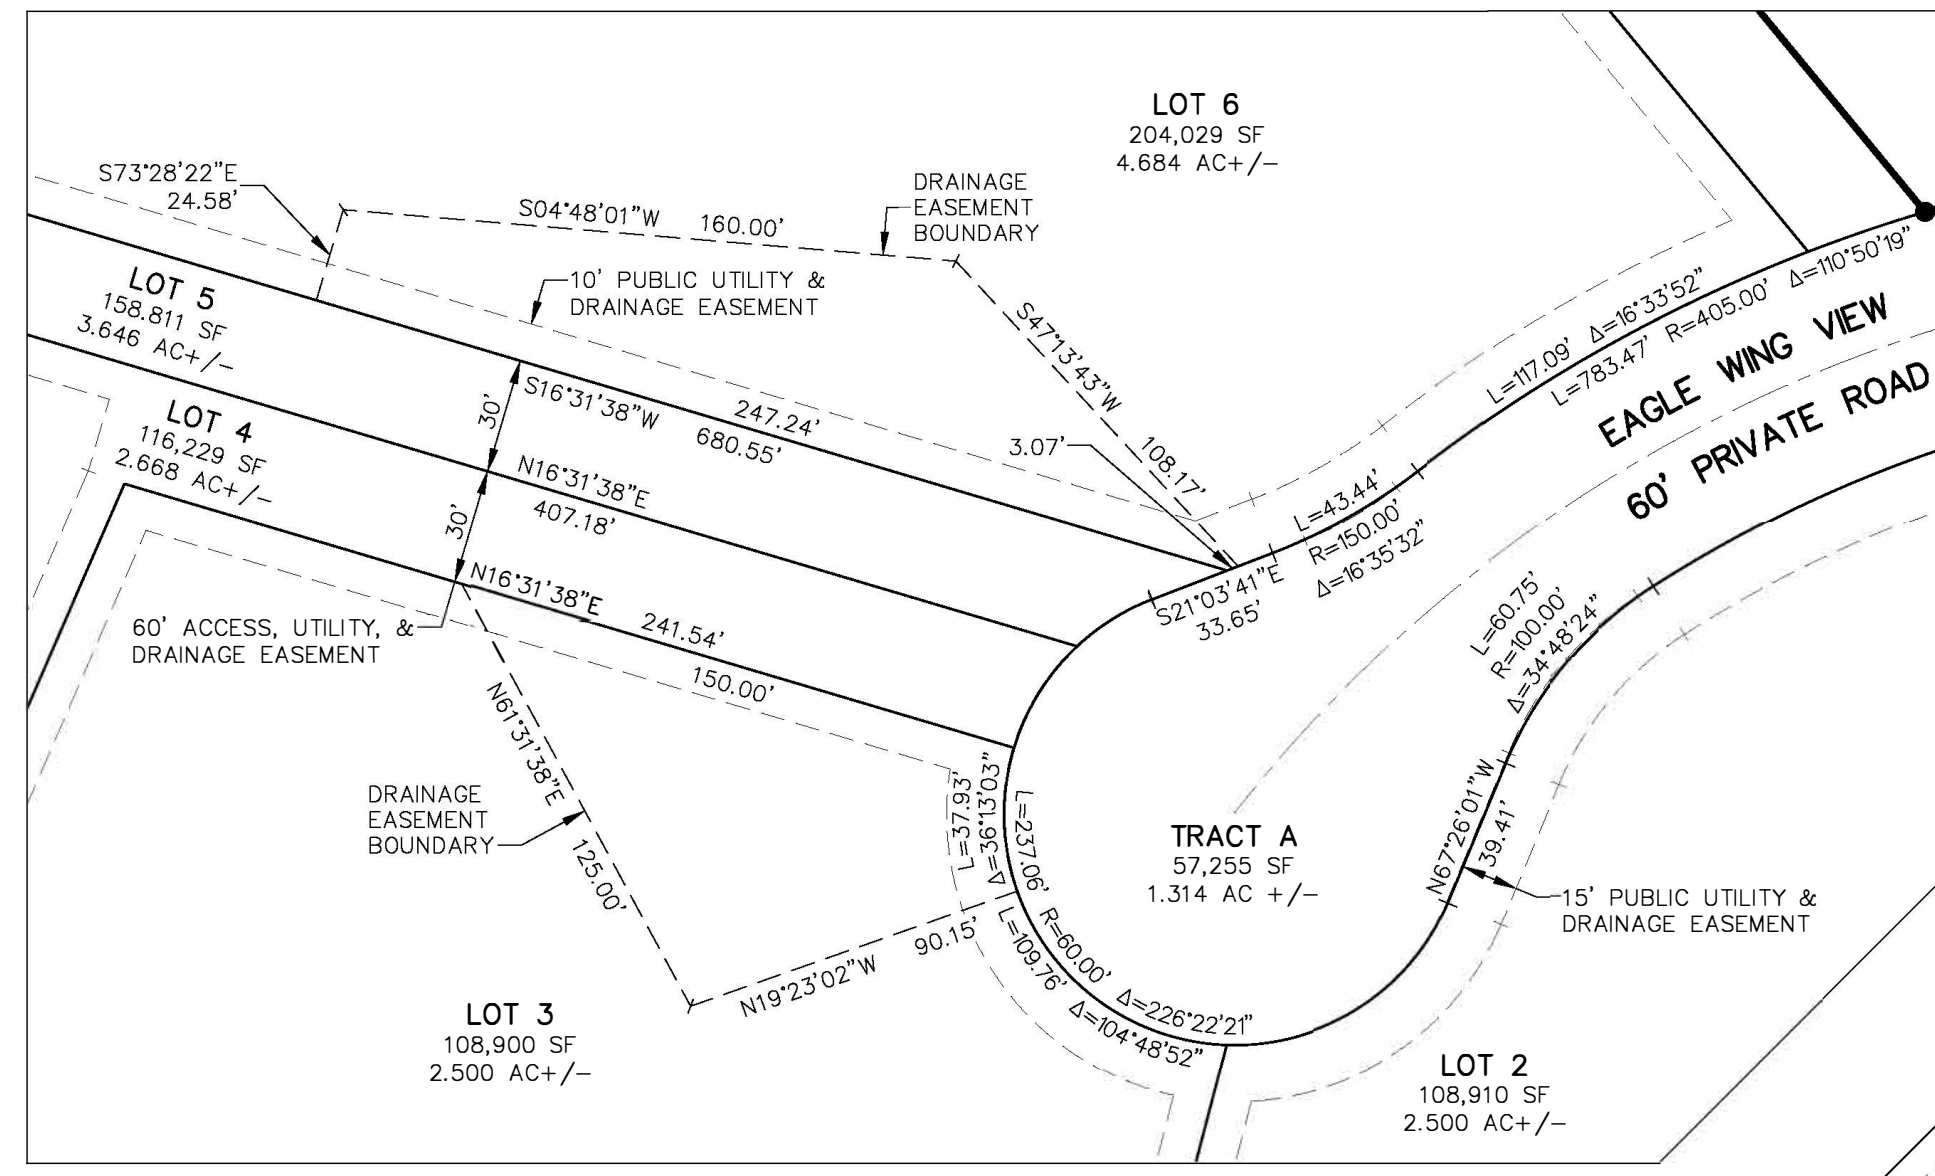 LOT 6
204,029 SF
4.684 AC+/-
S73°28'22"E
24.58'
S04°48'01"W 160.00'
DRAINAGE
EASEMENT
BOUNDARY
LOT 5
158.811 SF
3.646 AC+/-
10' PUBLIC UTILITY &
DRAINAGE EASEMENT
S47°13'43"W 108.17'
L=117.09' Δ=16°33'52"
L=783.47' R=405.00' Δ=110°50'19"
EAGLE WING VIEW
60' PRIVATE ROAD
LOT 4
116,229 SF
2.668 AC+/-
30'
S16°31'38"W 247.24'
680.55'
3.07'
N16°31'38"E
407.18'
30'
L=43.44'
R=150.00'
Δ=16°35'32"
S21°03'41"E
33.65'
N16°31'38"E 241.54'
150.00'
60' ACCESS, UTILITY, &
DRAINAGE EASEMENT
L=60.75'
R=100.00'
Δ=34°48'24"
N61°31'38"E 125.00'
DRAINAGE
EASEMENT
BOUNDARY
L=37.93'
Δ=36°13'03"
L=237.06' R=60.00' Δ=226°22'21"
L=109.76' Δ=104°48'52"
TRACT A
57,255 SF
1.314 AC +/-
N67°26'01"W
39.41'
15' PUBLIC UTILITY &
DRAINAGE EASEMENT
N19°23'02"W 90.15'
LOT 3
108,900 SF
2.500 AC+/-
LOT 2
108,910 SF
2.500 AC+/-